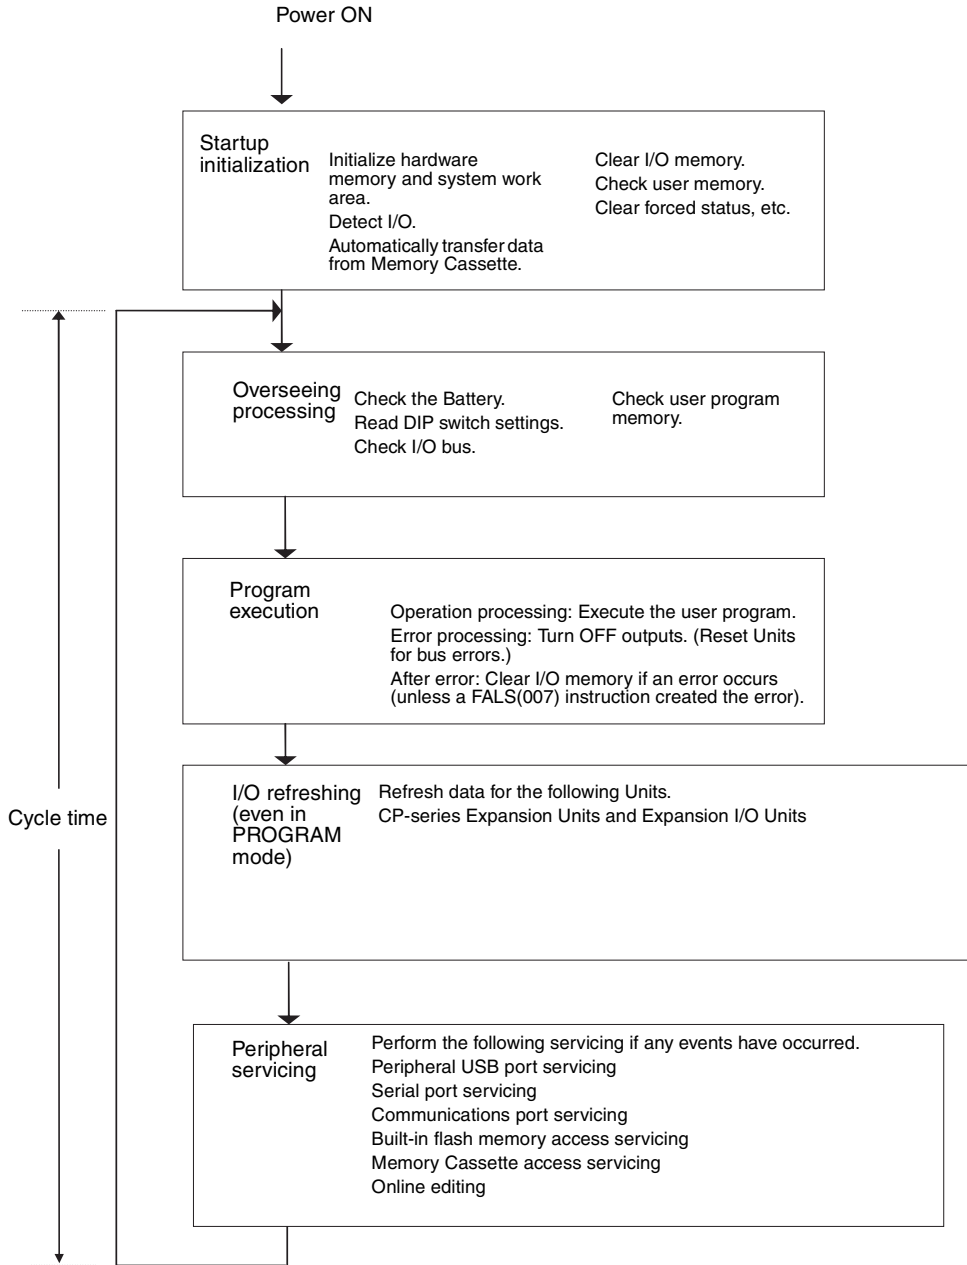 Power ON
Startup
initialization
Initialize hardware
memory and system work
area.
Detect I/O.
Automatically transfer data
from Memory Cassette.
Clear I/O memory.
Check user memory.
Clear forced status, etc.
Overseeing
processing
Check the Battery.
Read DIP switch settings.
Check I/O bus.
Check user program
memory.
Program
execution
Operation processing: Execute the user program.
Error processing: Turn OFF outputs. (Reset Units
for bus errors.)
After error: Clear I/O memory if an error occurs
(unless a FALS(007) instruction created the error).
Cycle time
I/O refreshing
(even in
PROGRAM
mode)
Refresh data for the following Units.
CP-series Expansion Units and Expansion I/O Units
Peripheral
servicing
Perform the following servicing if any events have occurred.
Peripheral USB port servicing
Serial port servicing
Communications port servicing
Built-in flash memory access servicing
Memory Cassette access servicing
Online editing